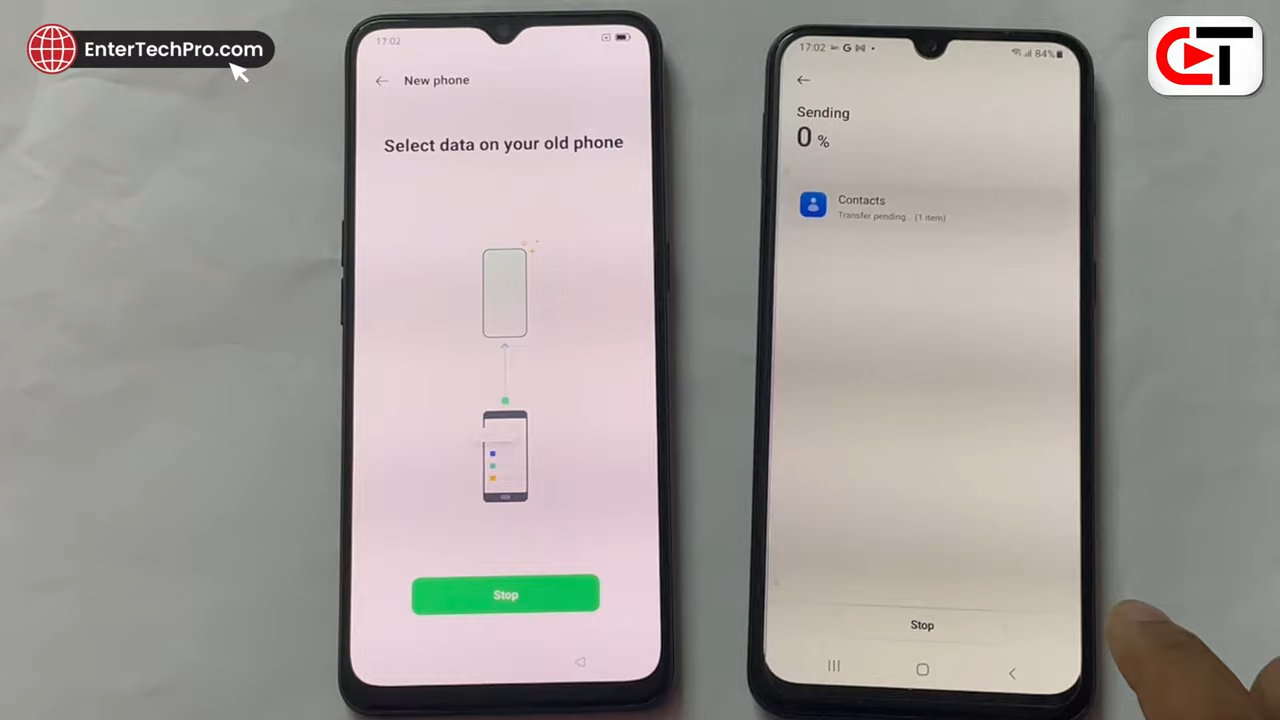 EnterTechPro.com
CT
17:02
New phone
Select data on your old phone
Stop
17:02 G 84%
Sending
0 %
Contacts
Transfer pending... (1 item)
Stop